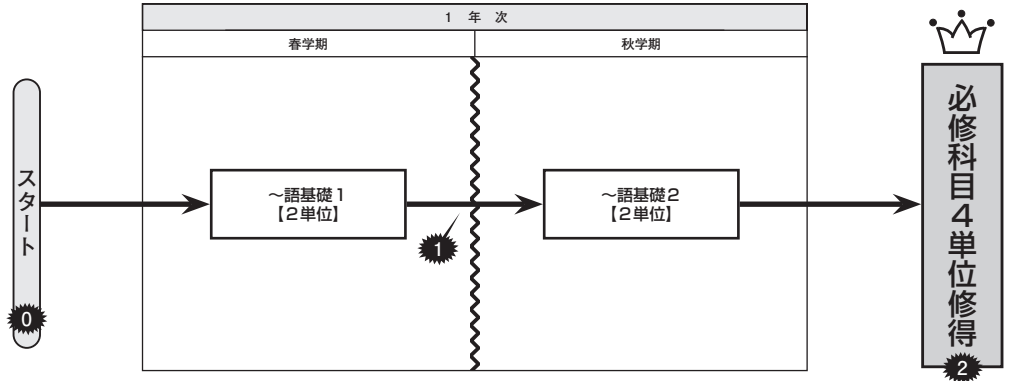 1 年 次
春学期
秋学期
スタート
0
～語基礎1
【2単位】
1
～語基礎2
【2単位】
必修科目4単位修得
2